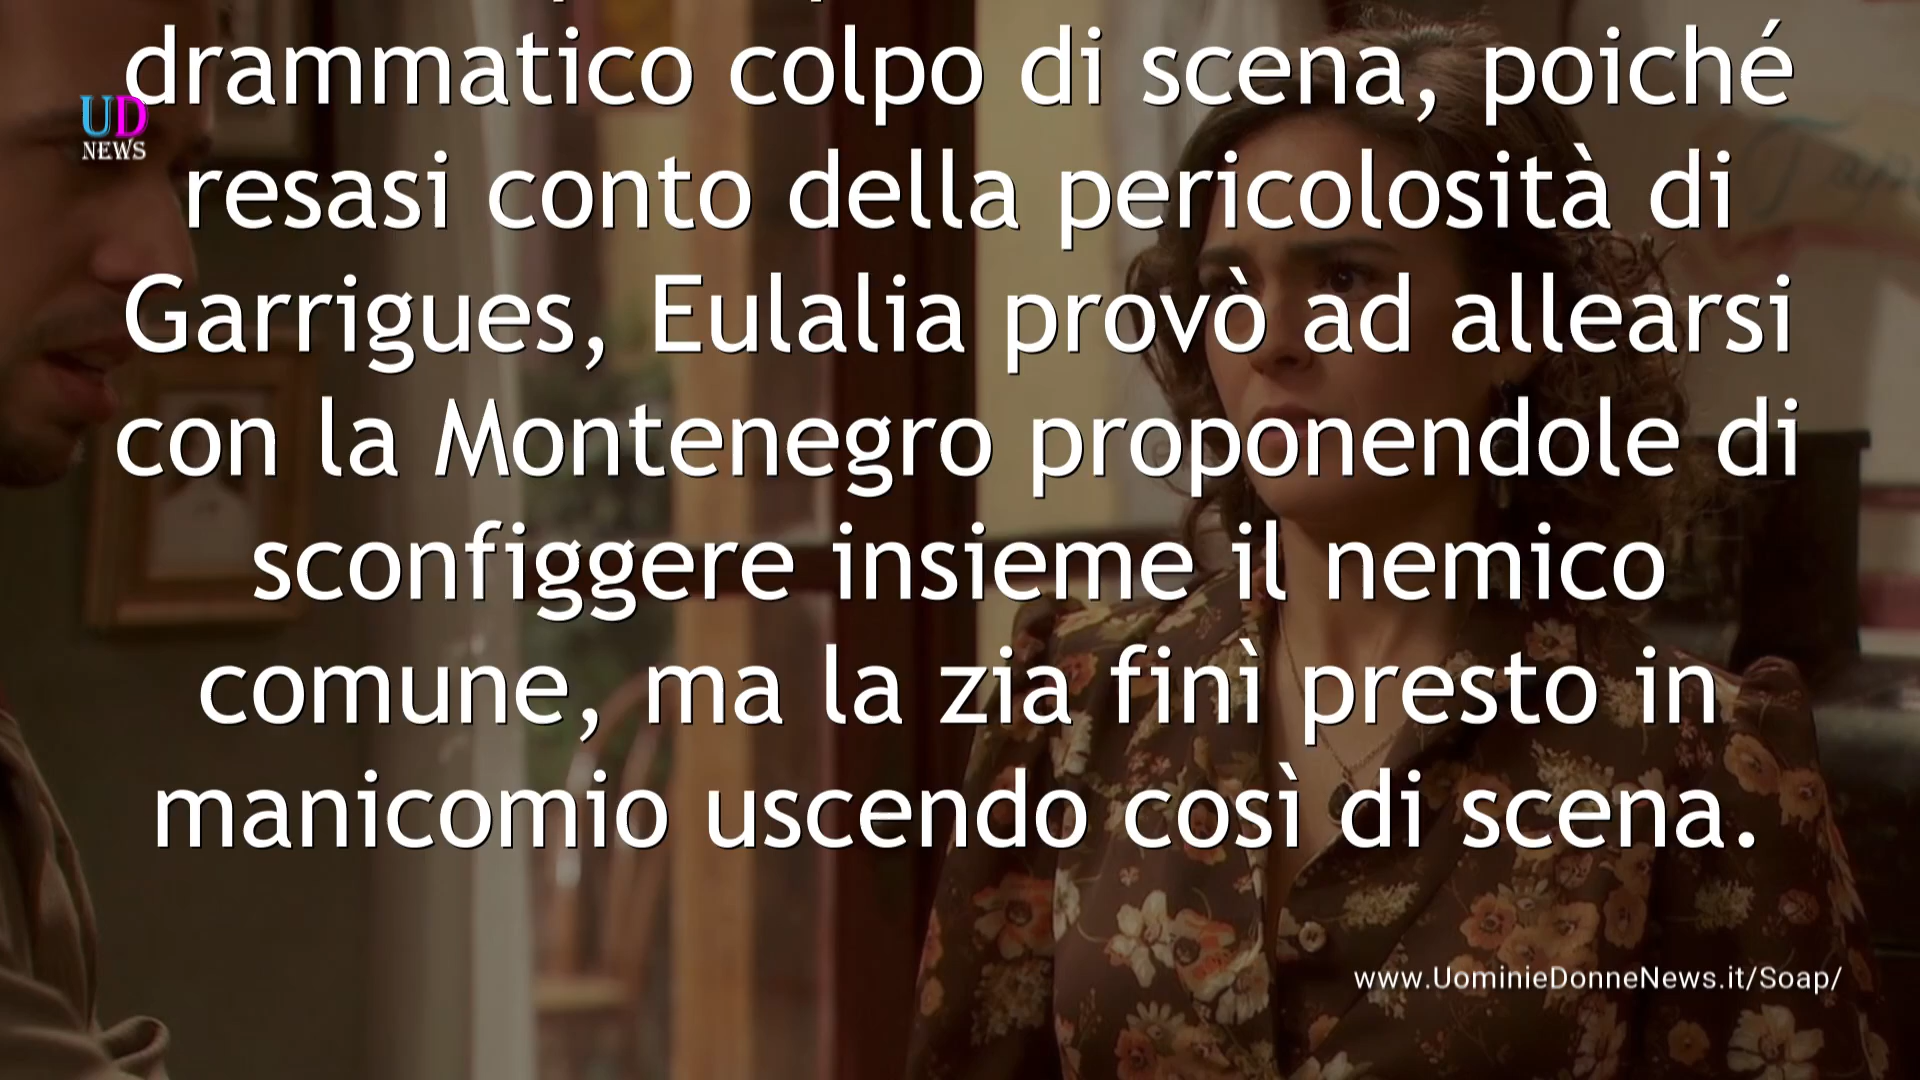 drammatico colpo di scena, poiché
UD
NEWS
resasi conto della pericolosità di
Garrigues, Eulalia provò ad allearsi
con la Montenegro proponendole di
sconfiggere insieme il nemico
comune, ma la zia finì presto in
manicomio uscendo così di scena.
www.UominieDonneNews.it/Soap/